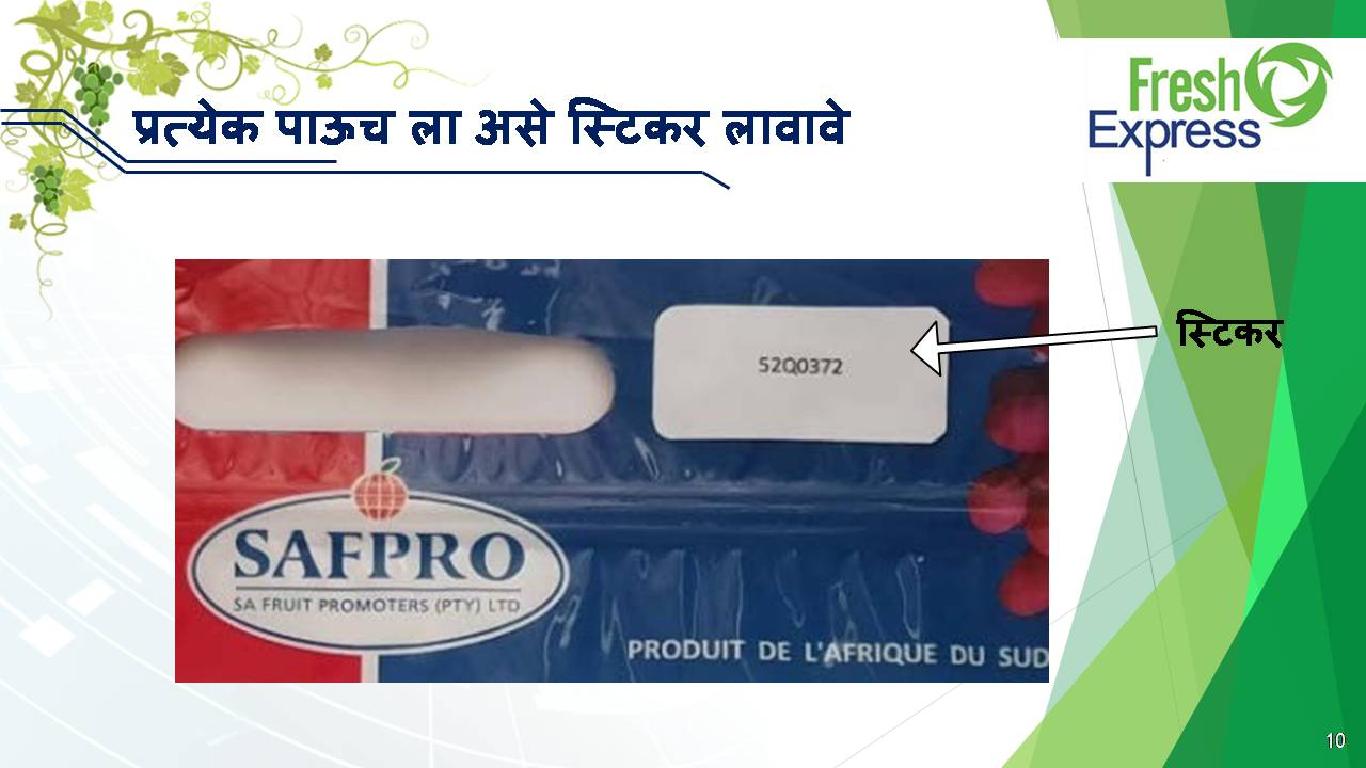 प्रत्येक पाऊच ला असे स्टिकर लावावे
Fresh
Express
स्टिकर
52Q0372
SAFPRO
SA FRUIT PROMOTERS (PTY) LTD
PRODUIT DE L'AFRIQUE DU SUD
10